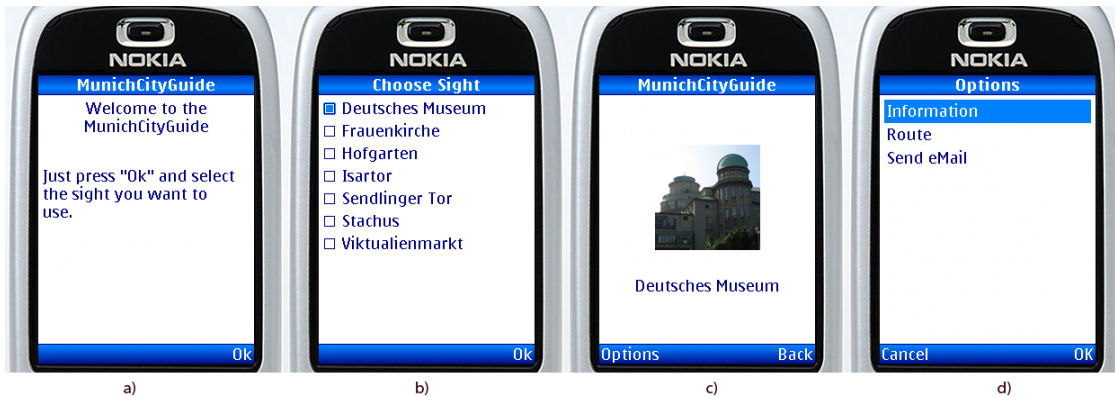 NOKIA
MunichCityGuide
Welcome to the
MunichCityGuide
Just press "Ok" and select
the sight you want to
use.
Ok
a)
NOKIA
Choose Sight
Deutsches Museum
Frauenkirche
Hofgarten
Isartor
Sendlinger Tor
Stachus
Viktualienmarkt
Ok
b)
NOKIA
MunichCityGuide
Deutsches Museum
Options Back
c)
NOKIA
Options
Information
Route
Send eMail
Cancel OK
d)